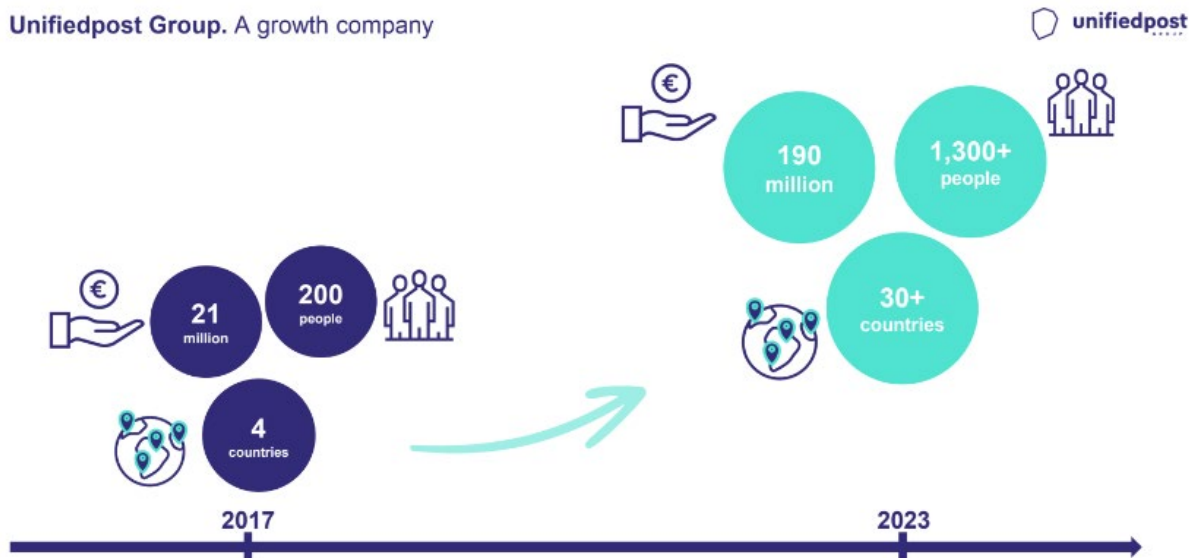 Unifiedpost Group. A growth company
unifiedpost
GROUP
€
190
million
1,300+
people
30+
countries
€
21
million
200
people
4
countries
2017
2023